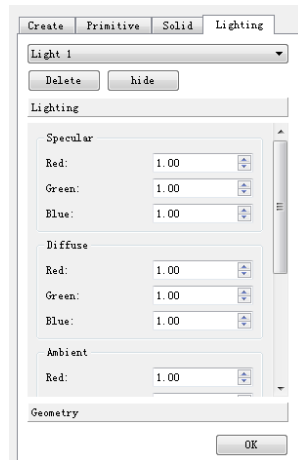 Create Primitive Solid Lighting
Light 1
Delete hide
Lighting
Specular
Red: 1.00
Green: 1.00
Blue: 1.00
Diffuse
Red: 1.00
Green: 1.00
Blue: 1.00
Ambient
Red: 1.00
Geometry
OK